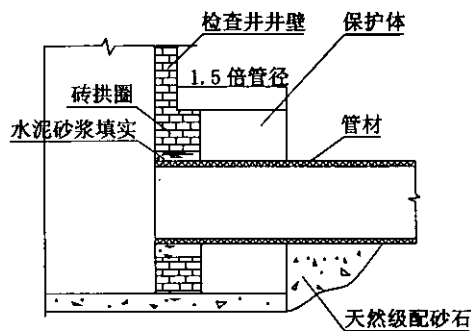 检查井井壁
保护体
1.5倍管径
砖拱圈
水泥砂浆填实
管材
天然级配砂石